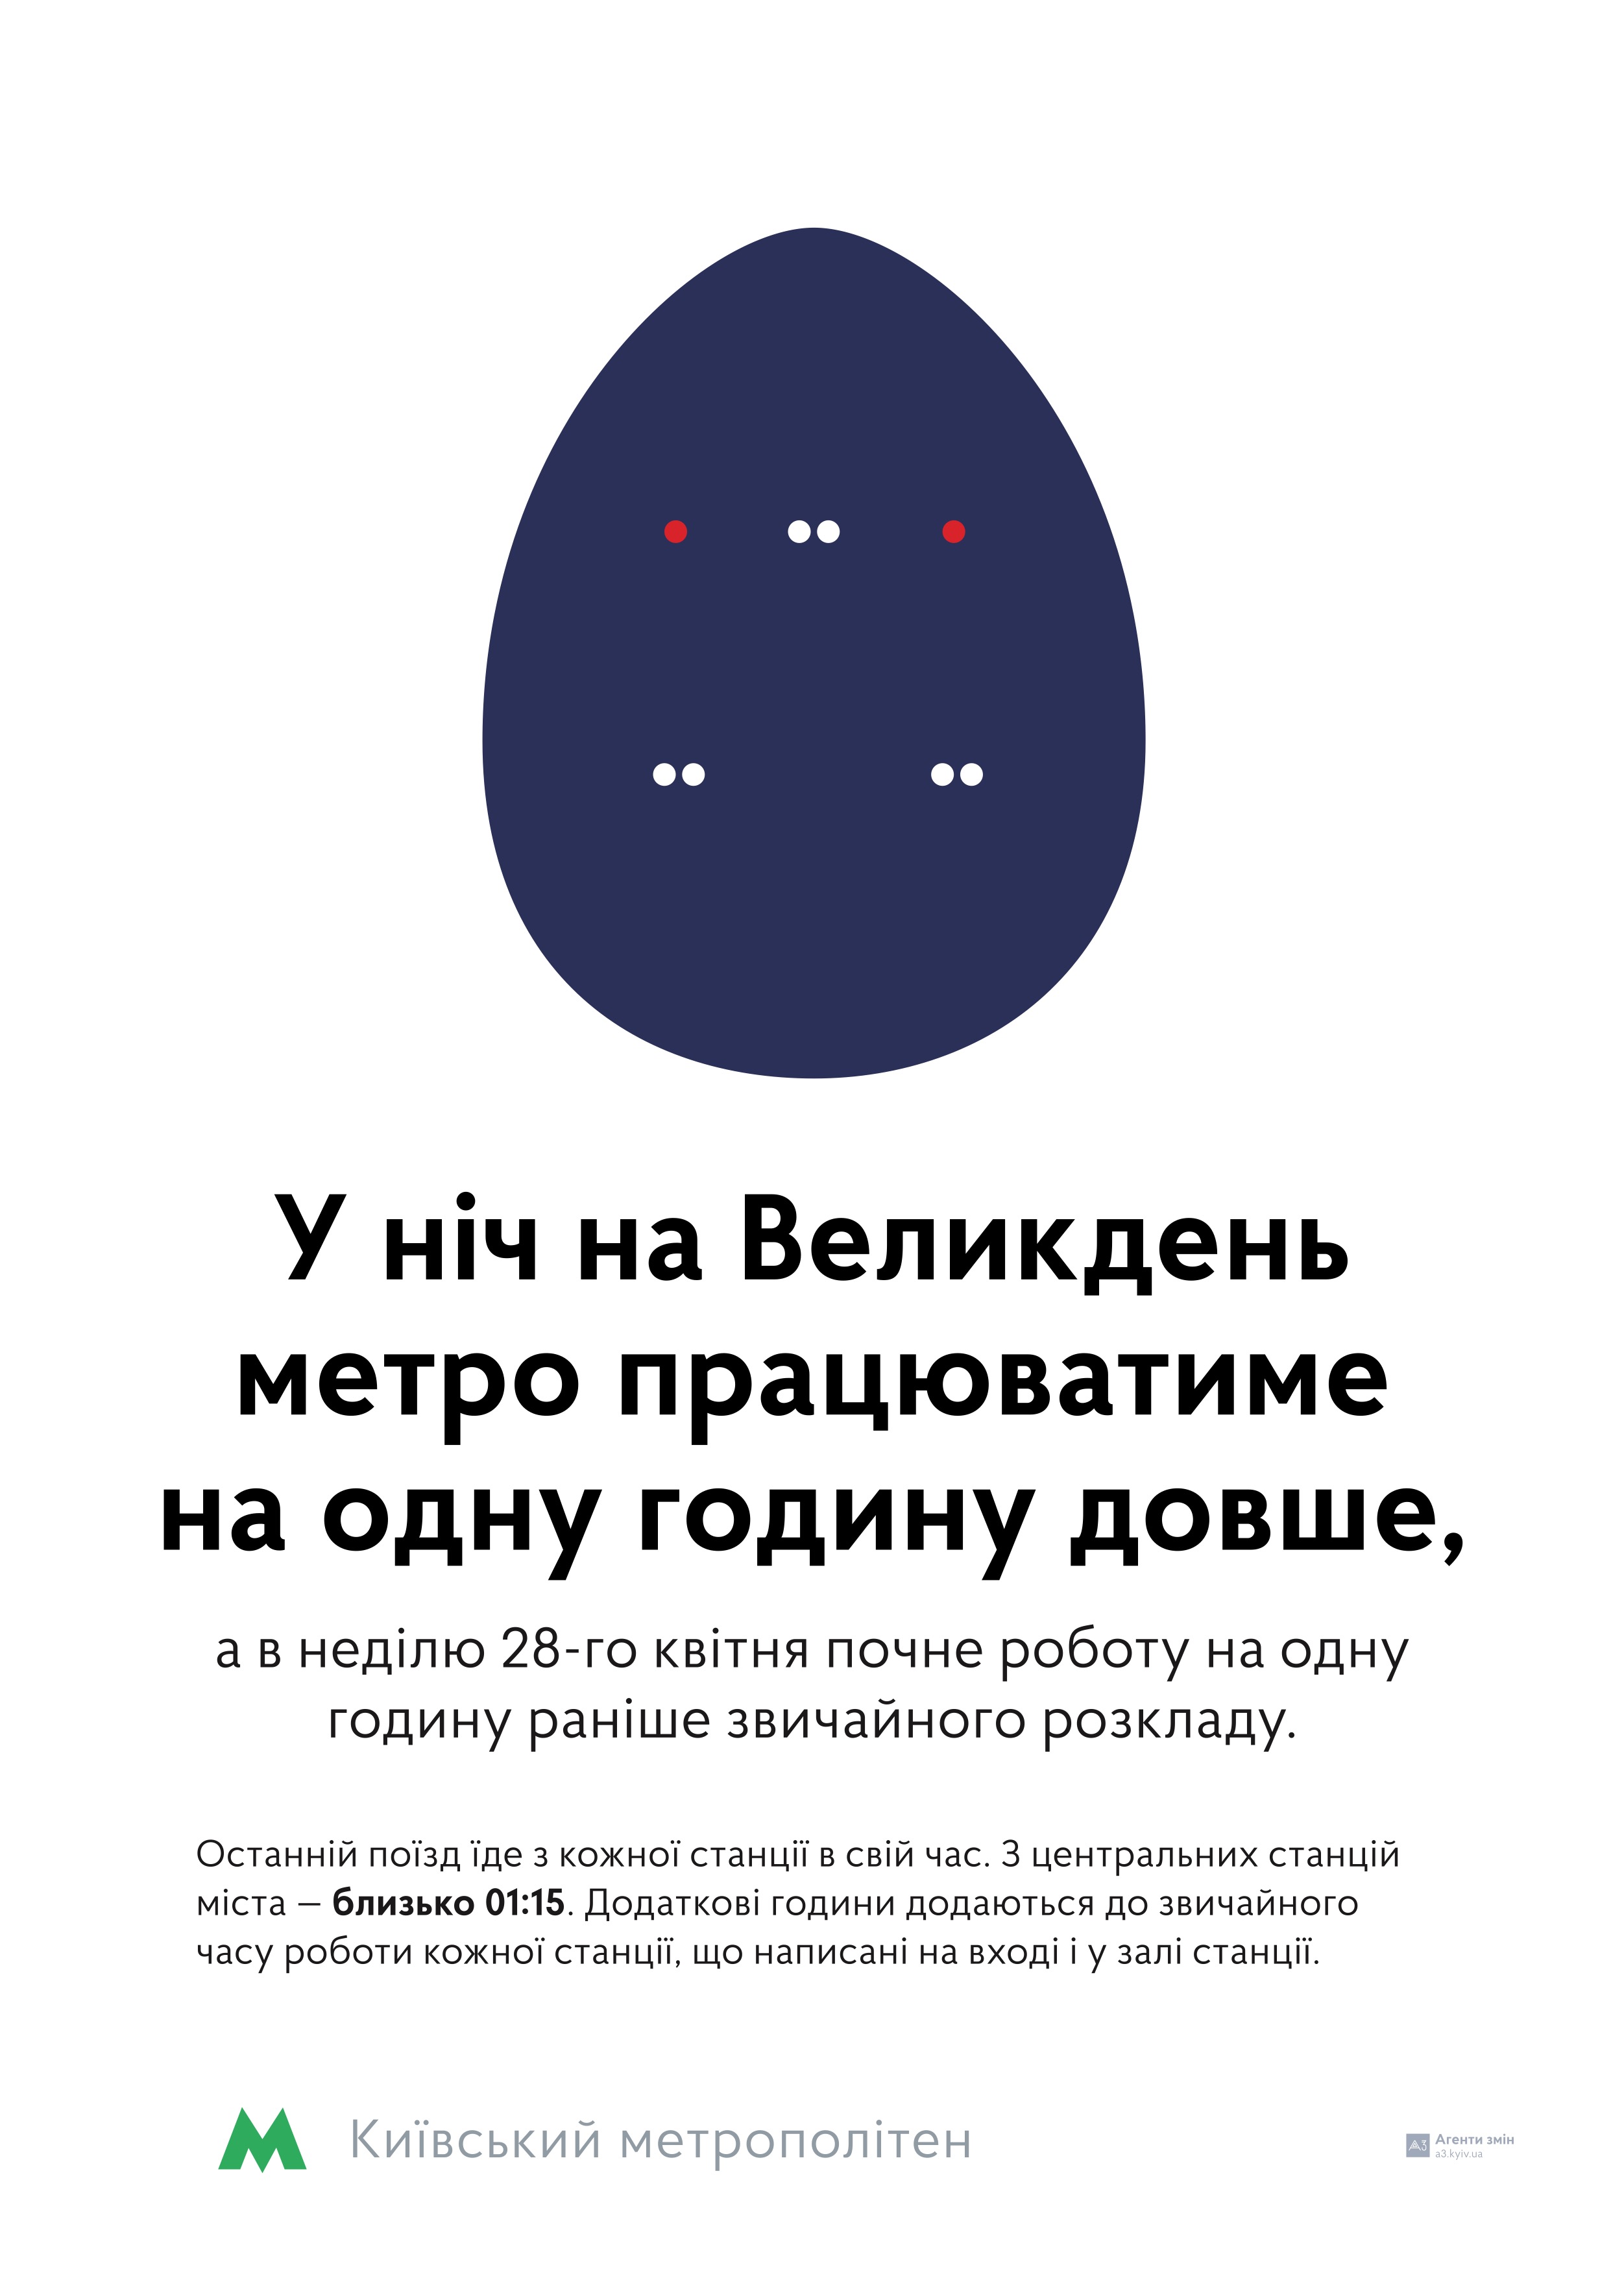 У ніч на Великдень
метро працюватиме
на одну годину довше,
а в неділю 28-го квітня почне роботу на одну
годину раніше звичайного розкладу.
Останній поїзд їде з кожної станції в свій час. З центральних станцій
міста — близько 01:15. Додаткові години додаються до звичайного
часу роботи кожної станції, що написані на вході і у залі станції.
Київський метрополітен
А3 Агенти змін
a3.kyiv.ua